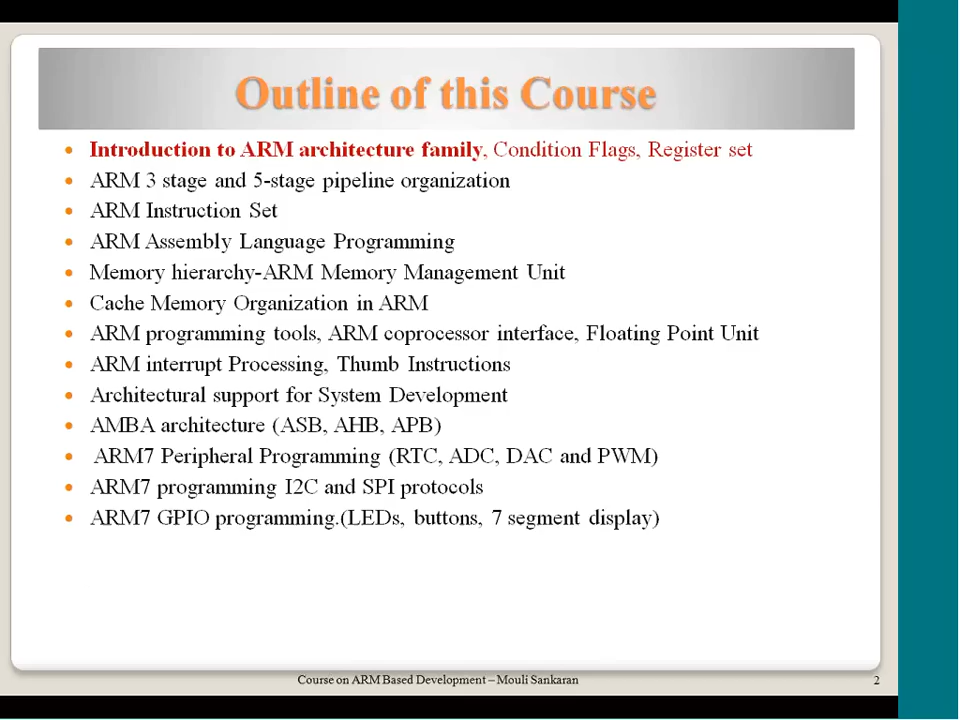 Outline of this Course
Introduction to ARM architecture family, Condition Flags, Register set
ARM 3 stage and 5-stage pipeline organization
ARM Instruction Set
ARM Assembly Language Programming
Memory hierarchy-ARM Memory Management Unit
Cache Memory Organization in ARM
ARM programming tools, ARM coprocessor interface, Floating Point Unit
ARM interrupt Processing, Thumb Instructions
Architectural support for System Development
AMBA architecture (ASB, AHB, APB)
ARM7 Peripheral Programming (RTC, ADC, DAC and PWM)
ARM7 programming I2C and SPI protocols
ARM7 GPIO programming.(LEDs, buttons, 7 segment display)
Course on ARM Based Development – Mouli Sankaran
2